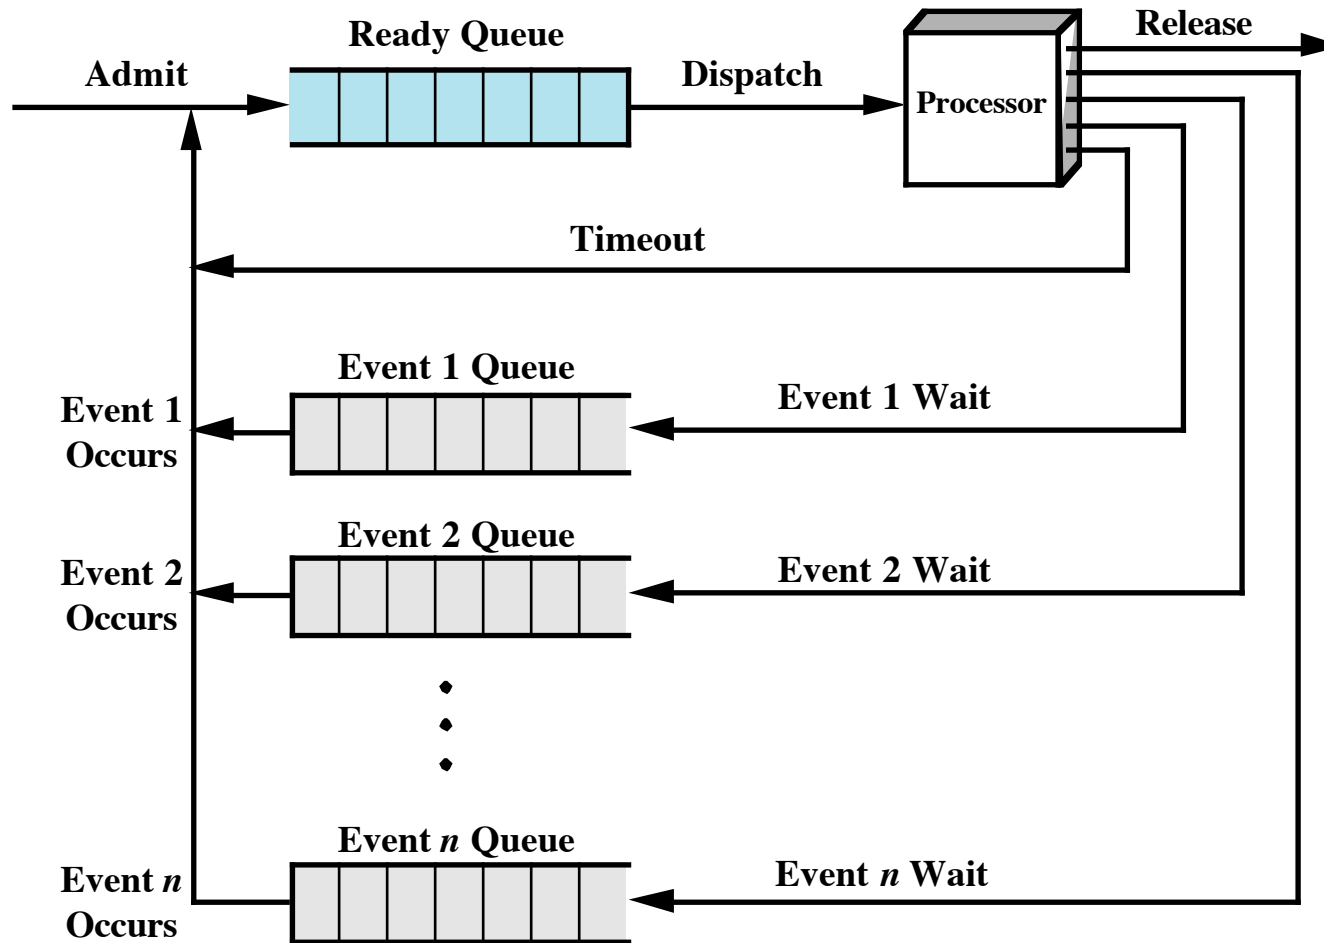 Ready Queue
Release
Admit
Dispatch
Processor
Timeout
Event 1 Queue
Event 1 Wait
Event 1
Occurs
Event 2 Queue
Event 2 Wait
Event 2
Occurs
Event n Queue
Event n Wait
Event n
Occurs